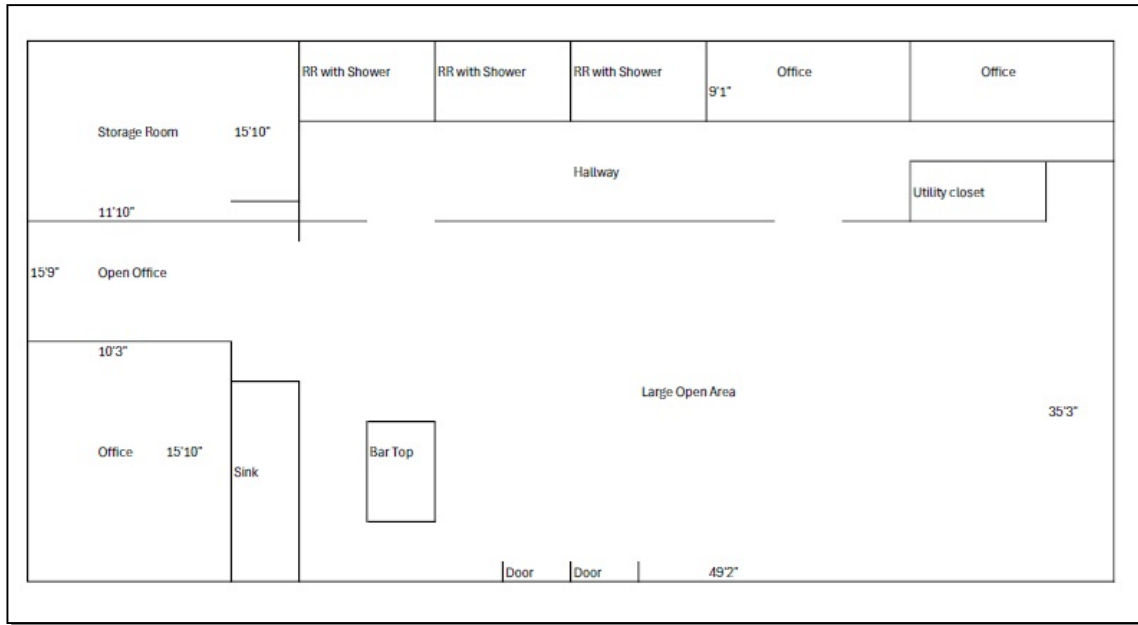 RR with Shower
RR with Shower
RR with Shower
Office
Office
9'1"
Storage Room
15'10"
Hallway
Utility closet
11'10"
15'9"
Open Office
10'3"
Large Open Area
35'3"
Office
15'10"
Bar Top
Sink
Door
Door
49'2"